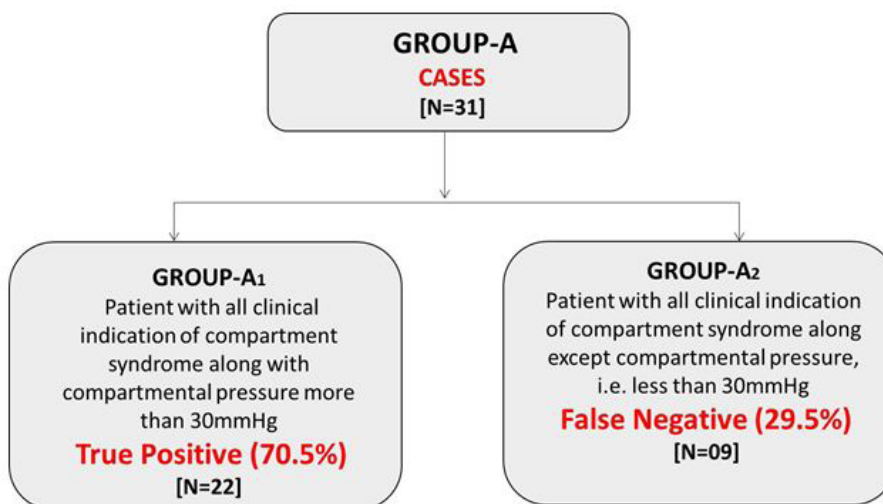 GROUP-A
CASES
[N=31]
GROUP-A1
Patient with all clinical
indication of compartment
syndrome along with
compartmental pressure more
than 30mmHg
True Positive (70.5%)
[N=22]
GROUP-A2
Patient with all clinical indication
of compartment syndrome along
except compartmental pressure,
i.e. less than 30mmHg
False Negative (29.5%)
[N=09]